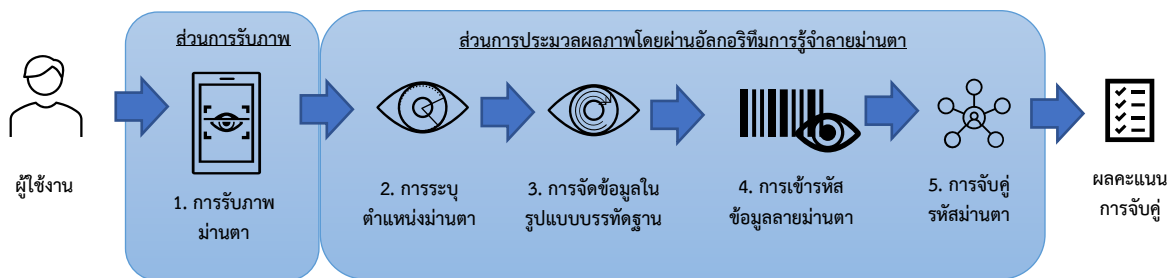 ส่วนการรับภาพ
ส่วนการประมวลผลภาพโดยผ่านอัลกอริทึมการรู้จำลายม่านตา
ผู้ใช้งาน
1. การรับภาพ
ม่านตา
2. การระบุ
ตำแหน่งม่านตา
3. การจัดข้อมูลใน
รูปแบบบรรทัดฐาน
4. การเข้ารหัส
ข้อมูลลายม่านตา
5. การจับคู่
รหัสม่านตา
ผลคะแนน
การจับคู่